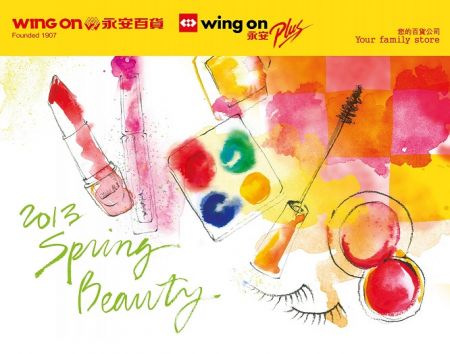 wing on 永安百貨
Founded 1907
wing on
永安 Plus
您的百貨公司
Your family store
2013
Spring
Beauty